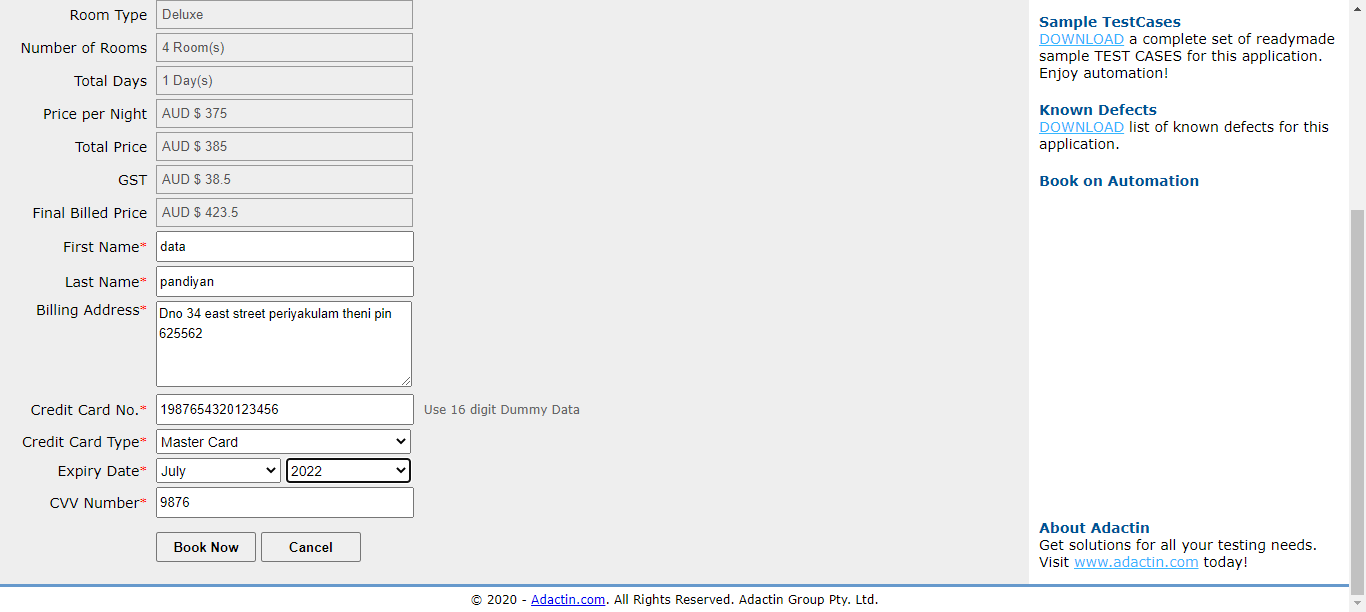 Room Type Deluxe
Number of Rooms 4 Room(s)
Total Days 1 Day(s)
Price per Night AUD $ 375
Total Price AUD $ 385
GST AUD $ 38.5
Final Billed Price AUD $ 423.5
First Name* data
Last Name* pandiyan
Billing Address* Dno 34 east street periyakulam theni pin
625562
Credit Card No.* 1987654320123456 Use 16 digit Dummy Data
Credit Card Type* Master Card
Expiry Date* July 2022
CVV Number* 9876
Book Now Cancel
Sample TestCases
DOWNLOAD a complete set of readymade
sample TEST CASES for this application.
Enjoy automation!
Known Defects
DOWNLOAD list of known defects for this
application.
Book on Automation
About Adactin
Get solutions for all your testing needs.
Visit www.adactin.com today!
© 2020 - Adactin.com. All Rights Reserved. Adactin Group Pty. Ltd.